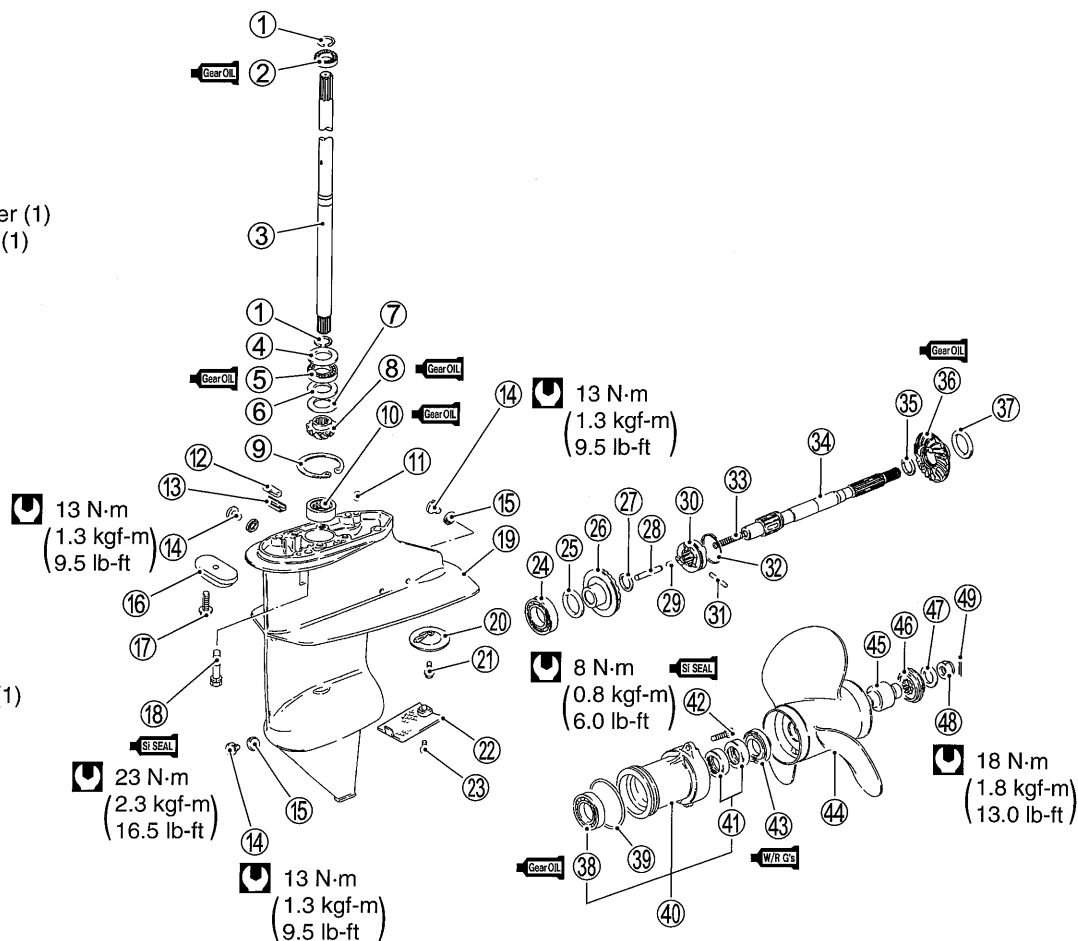 1
Gear OIL 2
er (1)
3
(1)
1
7
4
Gear OIL 5 8 Gear OIL
6
14 13 N·m
(1.3 kgf-m
9.5 lb-ft)
10 Gear OIL
9
12 11
13
15
13 N·m
(1.3 kgf-m
9.5 lb-ft) 14
19
16
17
20
21
18
(1)
22
Si SEAL
23 N·m
(2.3 kgf-m
16.5 lb-ft)
15
23
14
13 N·m
(1.3 kgf-m
9.5 lb-ft)
Gear OIL
36
35 37
34
33
30
28
27
26
25
24
29 31 32
8 N·m Si SEAL
(0.8 kgf-m
6.0 lb-ft)
42
45 46 47 49
48
18 N·m
(1.8 kgf-m
13.0 lb-ft)
44
43
41
39
Gear OIL 38
W/R G's
40